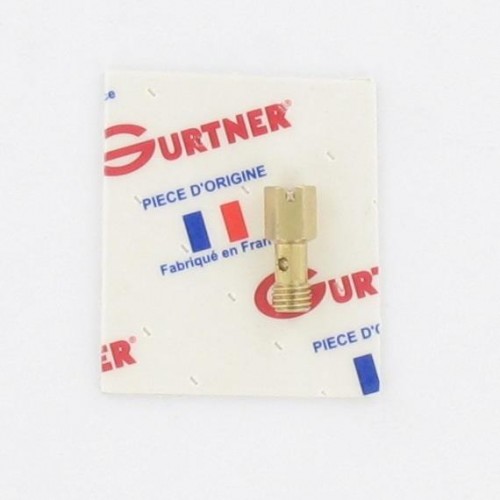 GURTNER®
PIECE D'ORIGINE
Fabriqué en Fran
GURT
PIECE D'O
ER